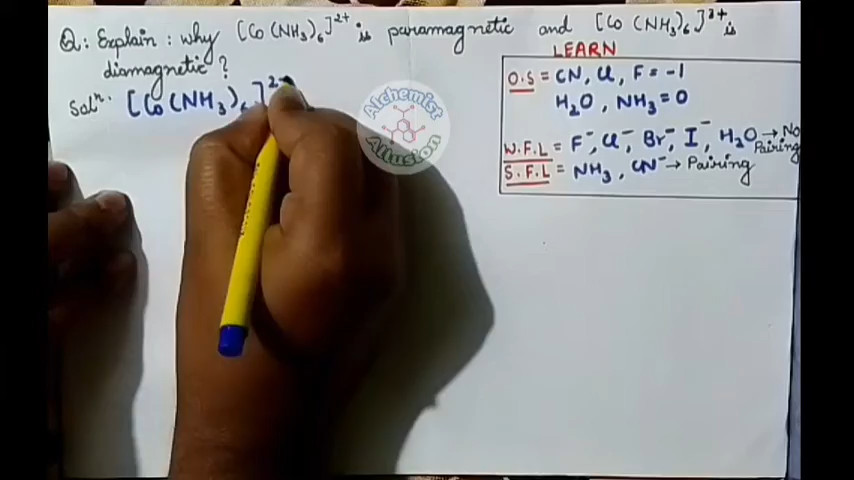 Q: Explain: why [Co(NH3)6]2+ is paramagnetic and [Co(NH3)6]3+ is
diamagnetic?
Solⁿ. [Co(NH3)6]2+
LEARN
O.S = CN, Cl, F = -1
H2O, NH3 = 0
W.F.L = F-, Cl-, Br-, I-, H2O → No Pairing
S.F.L = NH3, CN- → Pairing
Alchemist
Allusion